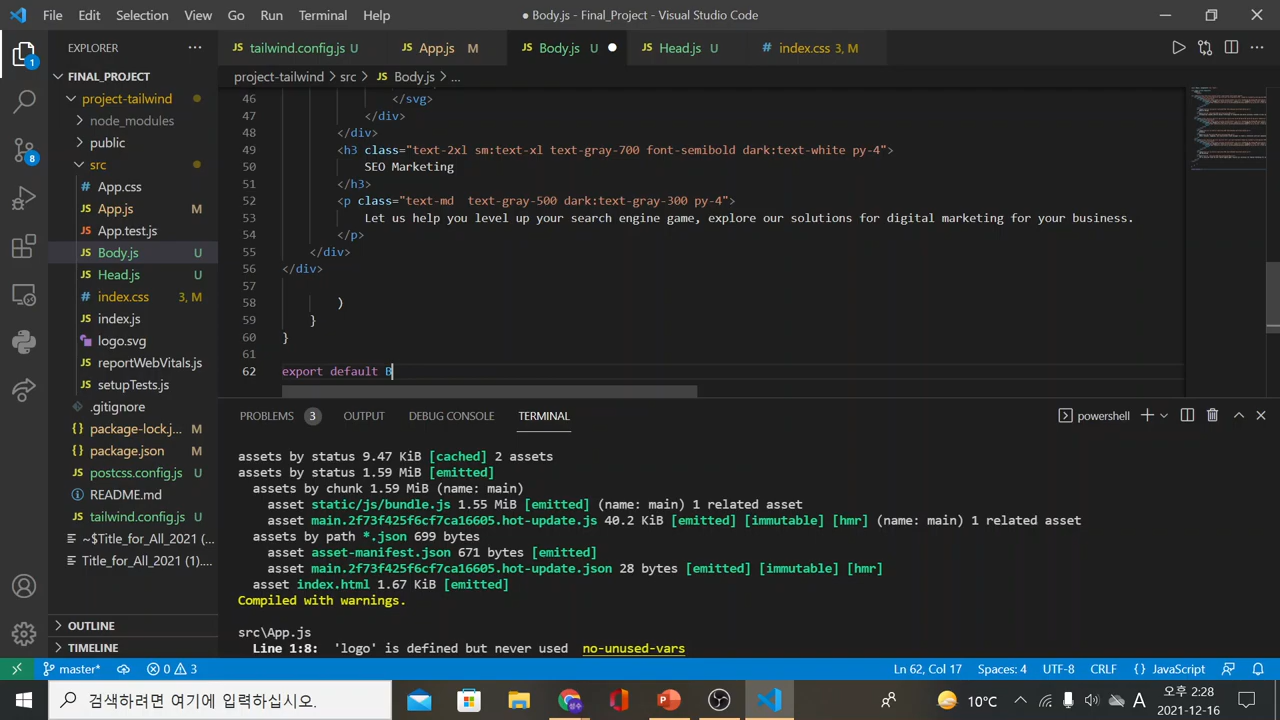 File Edit Selection View Go Run Terminal Help ● Body.js - Final_Project - Visual Studio Code
EXPLORER ···
JS tailwind.config.js U JS App.js M JS Body.js U ● JS Head.js U # index.css 3, M
FINAL_PROJECT
project-tailwind > src > JS Body.js > ...
project-tailwind
node_modules
public
src
App.css
JS App.js M
JS App.test.js
JS Body.js U
JS Head.js U
# index.css 3, M
JS index.js
logo.svg
JS reportWebVitals.js
JS setupTests.js
.gitignore
package-lock.j... M
package.json M
JS postcss.config.js U
README.md
tailwind.config.js U
~$Title_for_All_2021 (...
Title_for_All_2021 (1)....
OUTLINE
TIMELINE
46 </svg>
47 </div>
48 </div>
49 <h3 class="text-2xl sm:text-xl text-gray-700 font-semibold dark:text-white py-4">
50 SEO Marketing
51 </h3>
52 <p class="text-md  text-gray-500 dark:text-gray-300 py-4">
53 Let us help you level up your search engine game, explore our solutions for digital marketing for your business.
54 </p>
55 </div>
56 </div>
57
58 )
59 }
60 }
61
62 export default B
PROBLEMS 3 OUTPUT DEBUG CONSOLE TERMINAL powershell
assets by status 9.47 KiB [cached] 2 assets
assets by status 1.59 MiB [emitted]
assets by chunk 1.59 MiB (name: main)
asset static/js/bundle.js 1.55 MiB [emitted] (name: main) 1 related asset
asset main.2f73f425f6cf7ca16605.hot-update.js 40.2 KiB [emitted] [immutable] [hmr] (name: main) 1 related asset
assets by path *.json 699 bytes
asset asset-manifest.json 671 bytes [emitted]
asset main.2f73f425f6cf7ca16605.hot-update.json 28 bytes [emitted] [immutable] [hmr]
asset index.html 1.67 KiB [emitted]
Compiled with warnings.
src\App.js
Line 1:8: 'logo' is defined but never used no-unused-vars
master* 0 3 Ln 62, Col 17 Spaces: 4 UTF-8 CRLF {} JavaScript
검색하려면 여기에 입력하십시오. 10℃ A 오후 2:28
2021-12-16